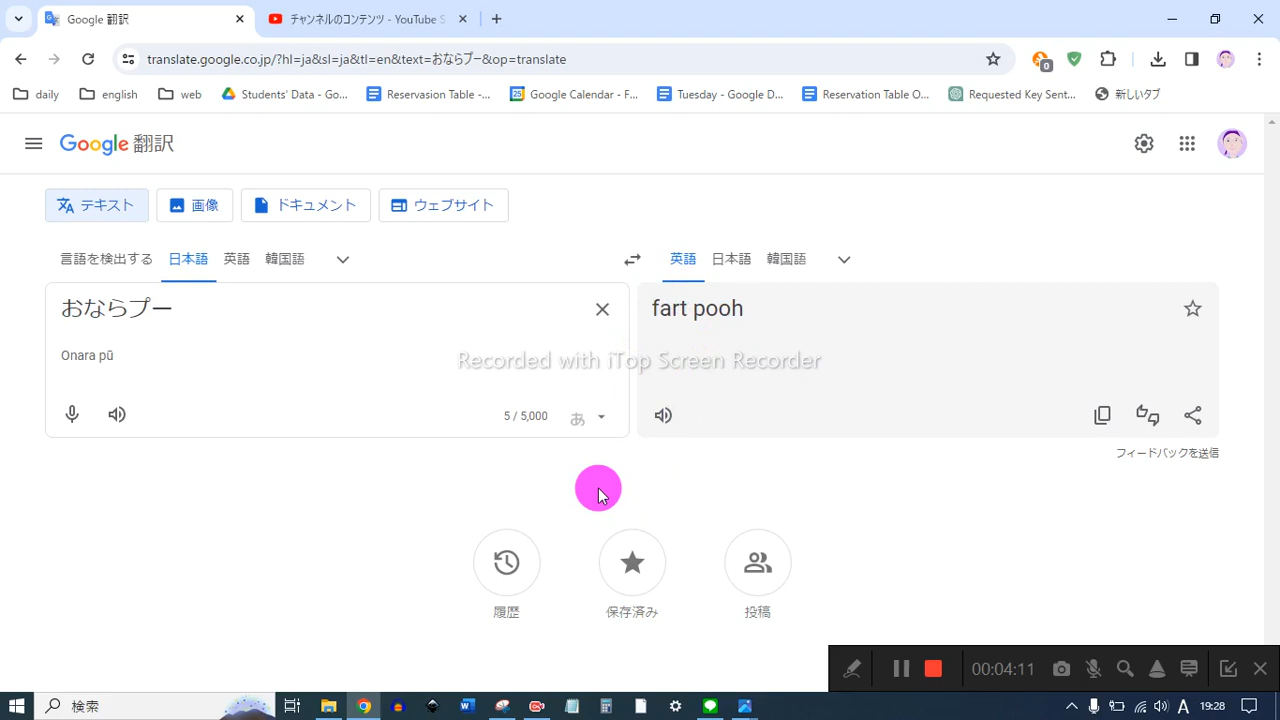 Google 翻訳
チャンネルのコンテンツ - YouTube S
translate.google.co.jp/?hl=ja&sl=ja&tl=en&text=おならプー&op=translate
0
daily
english
web
Students' Data - Go...
Reservasion Table -...
Google Calendar - F...
Tuesday - Google D...
Reservation Table O...
Requested Key Sent...
新しいタブ
Google 翻訳
テキスト
画像
ドキュメント
ウェブサイト
言語を検出する
日本語
英語
韓国語
英語
日本語
韓国語
おならプー
fart pooh
Onara pū
Recorded with iTop Screen Recorder
5 / 5,000
あ
フィードバックを送信
履歴
保存済み
投稿
00:04:11
検索
A
19:28